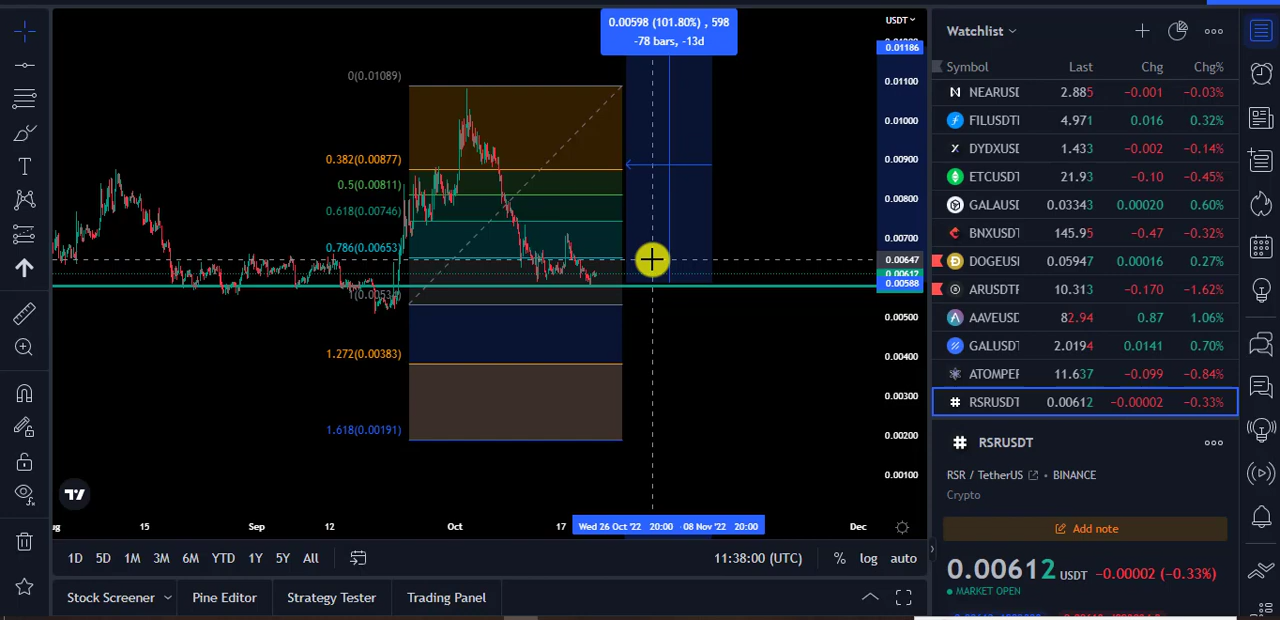 0.00598 (101.80%) , 598
-78 bars, -13d
USDT
0.01186
0.01100
0.01000
0.00900
0.00800
0.00700
0.00647
0.00612
0.00588
0.00500
0.00400
0.00300
0.00200
0.00100
0(0.01089)
0.382(0.00877)
0.5(0.00811)
0.618(0.00746)
0.786(0.00653)
1.272(0.00383)
1.618(0.00191)
15
Sep
12
Oct
17
Wed 26 Oct '22 20:00 - 08 Nov '22 20:00
Dec
1D 5D 1M 3M 6M YTD 1Y 5Y All
11:38:00 (UTC)
% log auto
Stock Screener
Pine Editor
Strategy Tester
Trading Panel
Watchlist
Symbol Last Chg Chg%
NEARUSD 2.885 −0.001 −0.03%
FILUSDT 4.971 0.016 0.32%
DYDXUSD 1.433 −0.002 −0.14%
ETCUSDT 21.93 −0.10 −0.45%
GALAUSD 0.03343 0.00020 0.60%
BNXUSDT 145.95 −0.47 −0.32%
DOGEUSD 0.05947 0.00016 0.27%
ARUSDTF 10.313 −0.170 −1.62%
AAVEUSD 82.94 0.87 1.06%
GALUSDT 2.0194 0.0141 0.70%
ATOMPER 11.637 −0.099 −0.84%
RSRUSDT 0.00612 −0.00002 −0.33%
RSRUSDT
RSR / TetherUS • BINANCE
Crypto
Add note
0.00612 USDT −0.00002 (−0.33%)
MARKET OPEN